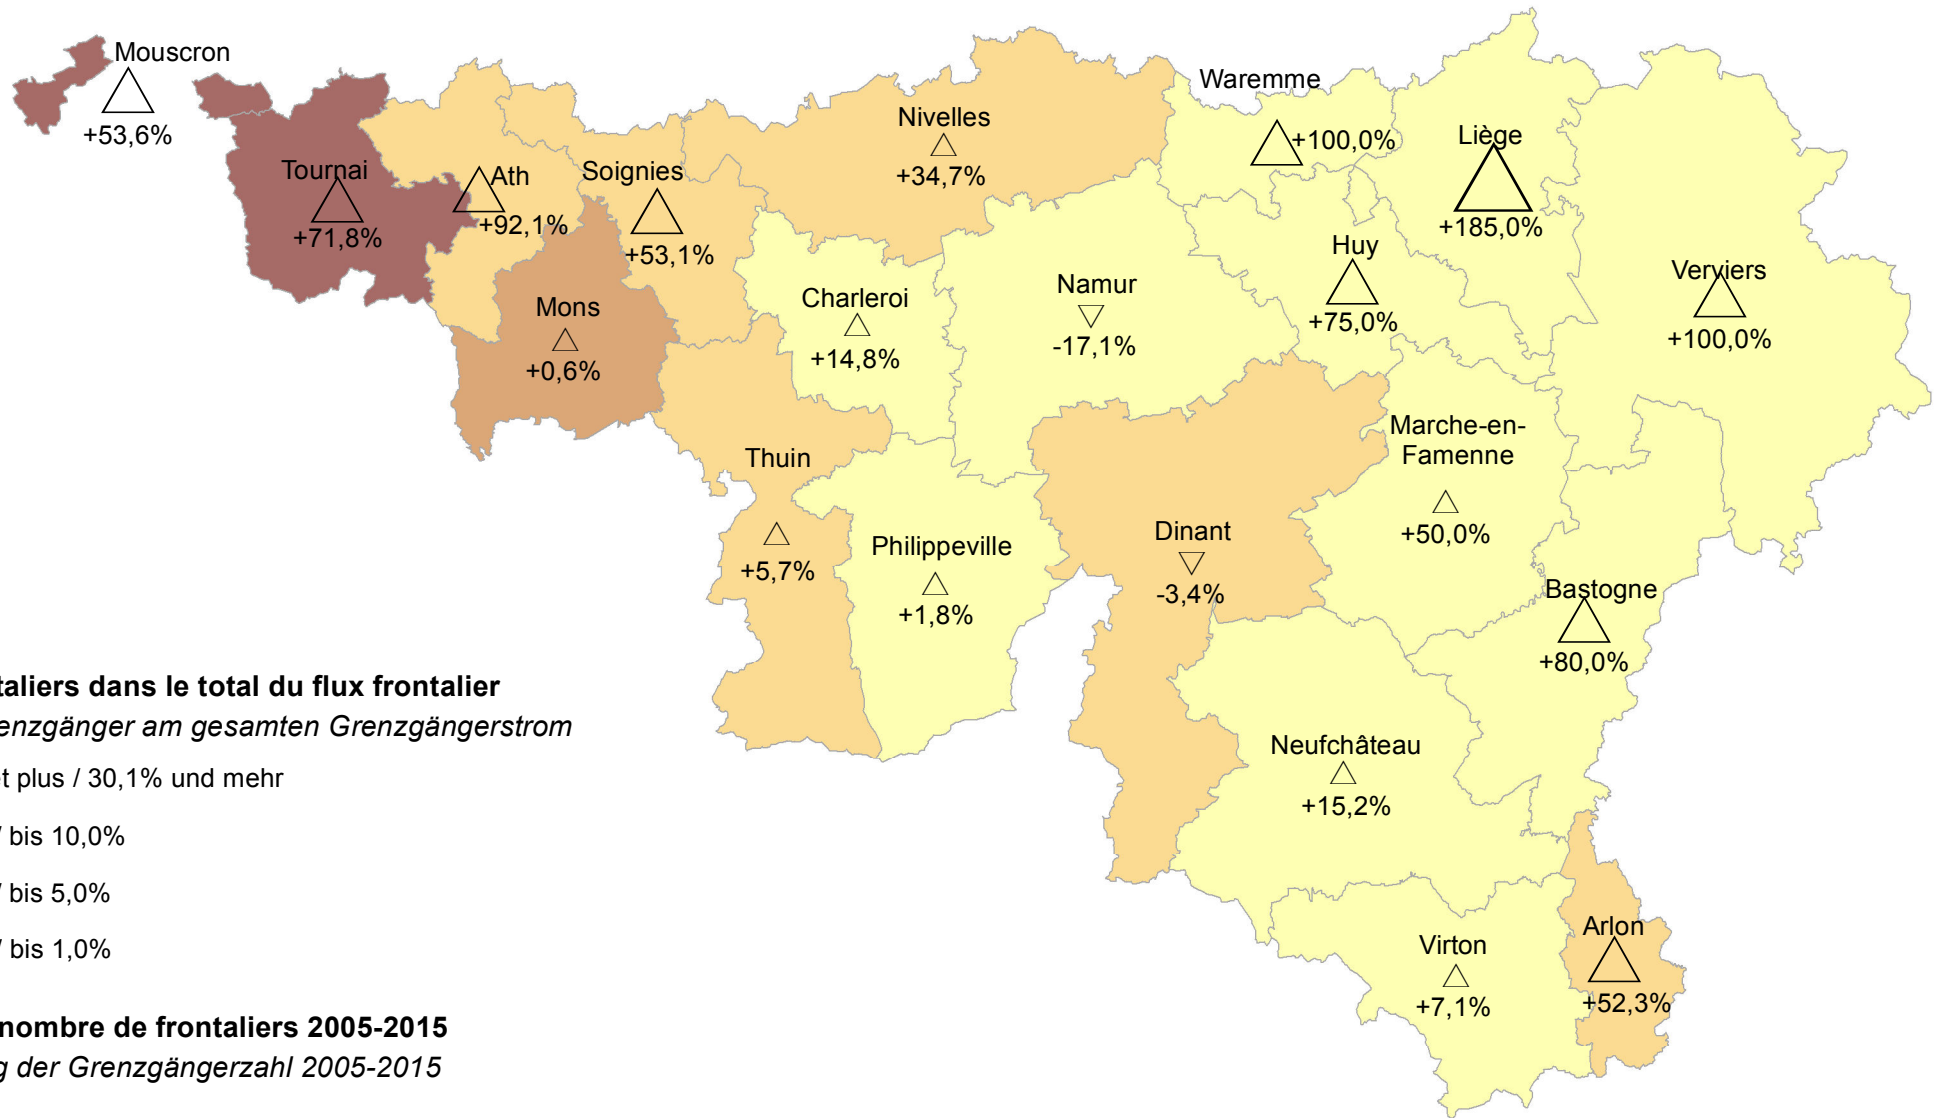 Mouscron
+53,6%
Tournai
+71,8%
Ath
+92,1%
Soignies
+53,1%
Mons
+0,6%
Nivelles
+34,7%
Charleroi
+14,8%
Thuin
+5,7%
Philippeville
+1,8%
Namur
-17,1%
Dinant
-3,4%
Waremme
+100,0%
Huy
+75,0%
Liège
+185,0%
Verviers
+100,0%
Marche-en-
Famenne
+50,0%
Bastogne
+80,0%
Neufchâteau
+15,2%
Virton
+7,1%
Arlon
+52,3%
dans le total du flux frontalier
am gesamten Grenzgängerstrom
plus / 30,1% und mehr
/ bis 10,0%
/ bis 5,0%
/ bis 1,0%
nombre de frontaliers 2005-2015
der Grenzgängerzahl 2005-2015